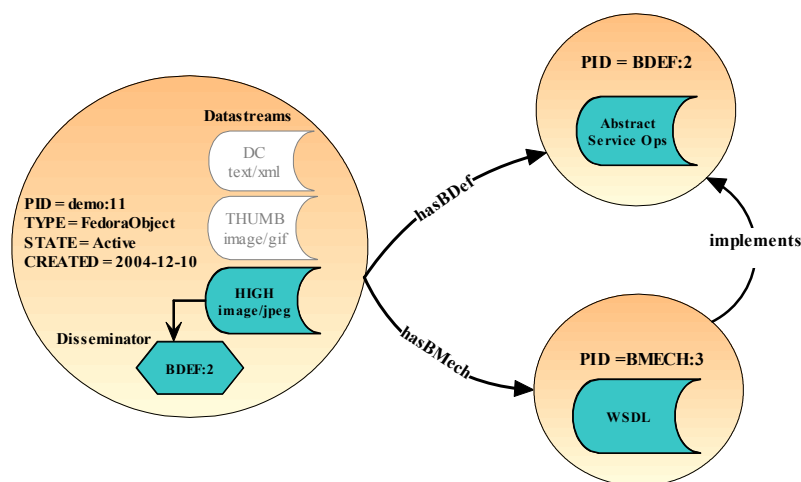 Datastreams
DC
text/xml
THUMB
image/gif
HIGH
image/jpeg
PID = demo:11
TYPE = FedoraObject
STATE = Active
CREATED = 2004-12-10
Disseminator
BDEF:2
hasBDef
hasBMech
PID = BDEF:2
Abstract
Service Ops
implements
PID =BMECH:3
WSDL